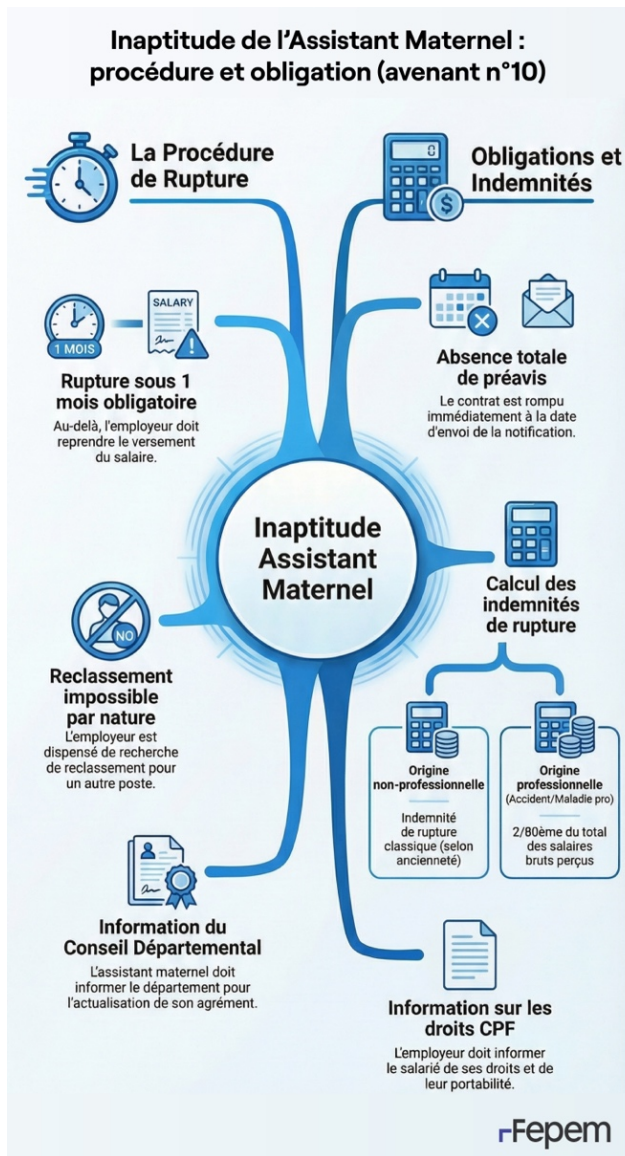 Inaptitude de l'Assistant Maternel :
procédure et obligation (avenant n°10)
La Procédure
de Rupture
1 MOIS
SALARY
Rupture sous 1
mois obligatoire
Au-delà, l'employeur doit
reprendre le versement
du salaire.
NO
Reclassement
impossible
par nature
L'employeur est
dispensé de recherche
de reclassement pour
un autre poste.
Information du
Conseil Départemental
L'assistant maternel doit
informer le département pour
l'actualisation de son agrément.
Inaptitude
Assistant
Maternel
0
$
Obligations et
Indemnités
Absence totale
de préavis
Le contrat est rompu
immédiatement à la date
d'envoi de la notification.
Calcul des
indemnités
de rupture
Origine
non-professionnelle
Indemnité
de rupture
classique (selon
ancienneté)
Origine
professionnelle
(Accident/Maladie pro)
2/80ème du total
des salaires
bruts perçus
Information sur les
droits CPF
L'employeur doit informer
le salarié de ses droits et de
leur portabilité.
Fepem